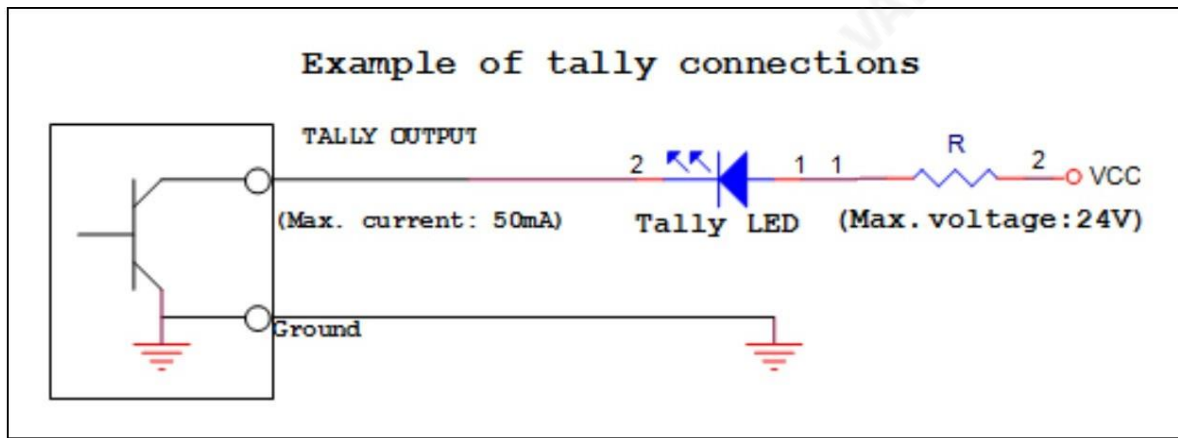 Example of tally connections
TALLY OUTPUT
(Max. current: 50mA)
2
Tally LED
1 1
R
2
VCC
(Max.voltage:24V)
Ground